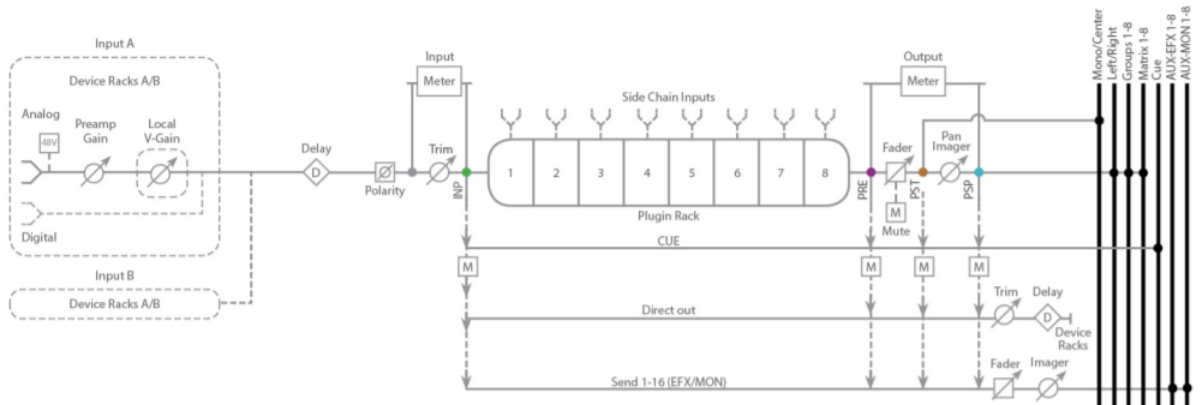 Input A
Device Racks A/B
Analog
48V
Preamp
Gain
Local
V-Gain
Digital
Input B
Device Racks A/B
Delay
D
Polarity
Input
Meter
Trim
INP
Side Chain Inputs
1 2 3 4 5 6 7 8
Plugin Rack
Output
Meter
PRE
Fader
M
Mute
PST
Pan
Imager
PSP
CUE
M
M
M
M
Direct out
Trim
Delay
D
Device
Racks
Send 1-16 (EFX/MON)
Fader
Imager
Mono/Center
Left/Right
Groups 1-8
Matrix 1-8
Cue
AUX-EFX 1-8
AUX-MON 1-8